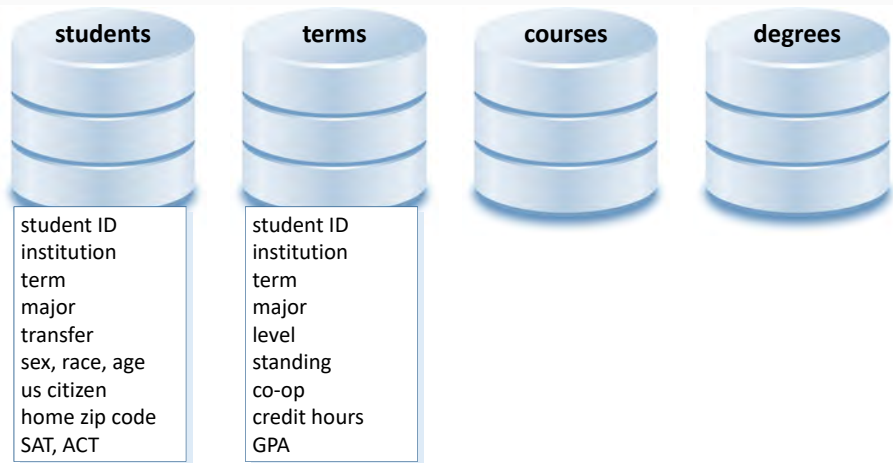 students
terms
courses
degrees
student ID
institution
term
major
transfer
sex, race, age
us citizen
home zip code
SAT, ACT
student ID
institution
term
major
level
standing
co-op
credit hours
GPA